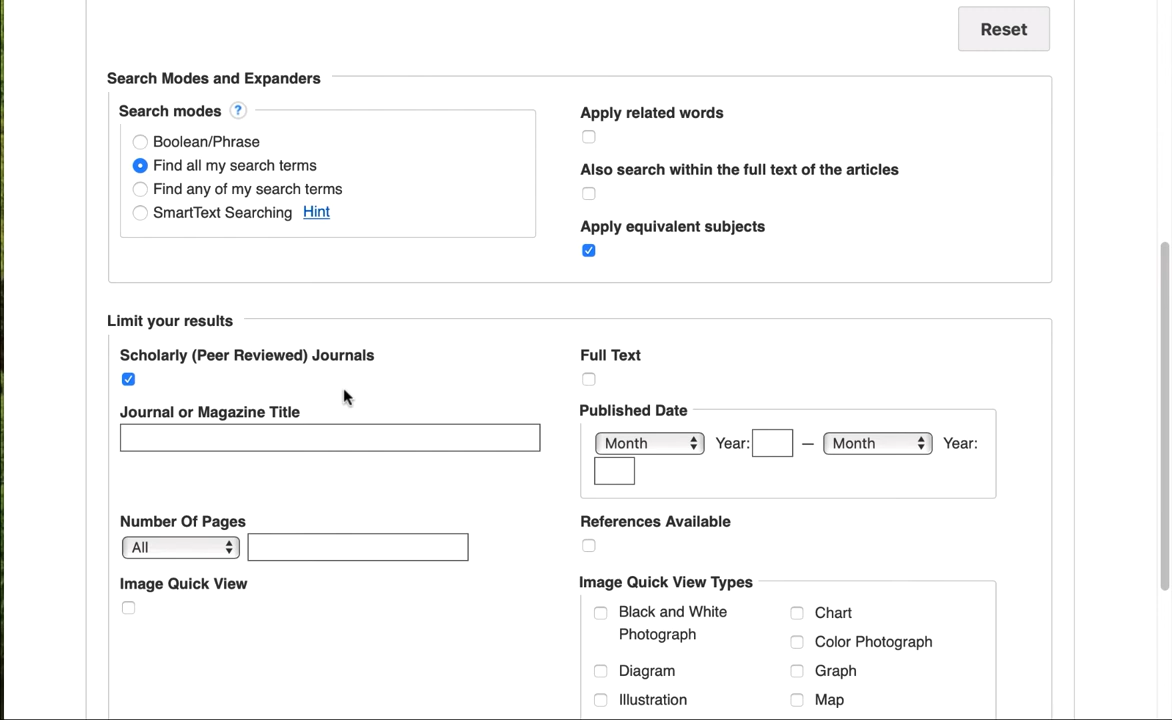 Reset
Search Modes and Expanders
Search modes ?
Boolean/Phrase
Find all my search terms
Find any of my search terms
SmartText Searching Hint
Apply related words
Also search within the full text of the articles
Apply equivalent subjects
Limit your results
Scholarly (Peer Reviewed) Journals
Journal or Magazine Title
Number Of Pages
All
Image Quick View
Full Text
Published Date
Month Year: – Month Year:
References Available
Image Quick View Types
Black and White
Photograph
Chart
Color Photograph
Diagram
Graph
Illustration
Map